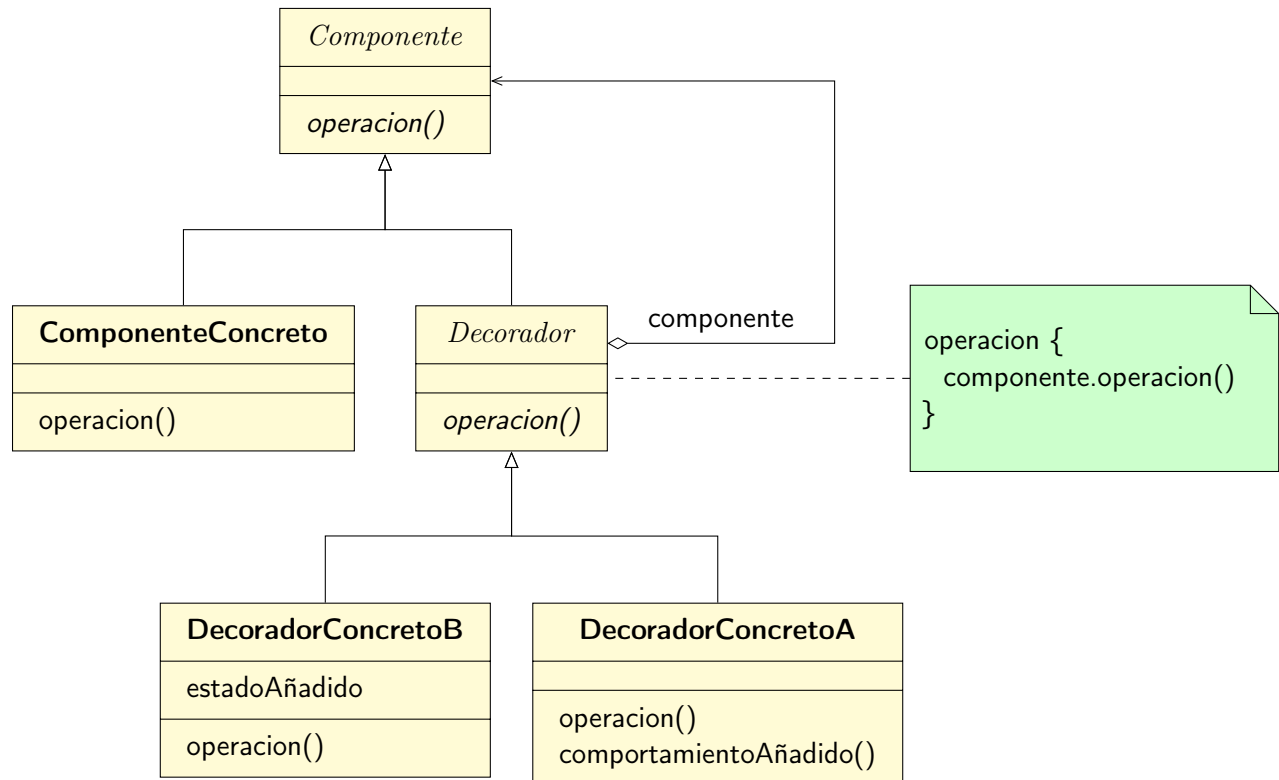 Componente
operacion()
ComponenteConcreto
operacion()
Decorador
operacion()
componente
operacion {
componente.operacion()
}
DecoradorConcretoB
estadoAñadido
operacion()
DecoradorConcretoA
operacion()
comportamientoAñadido()